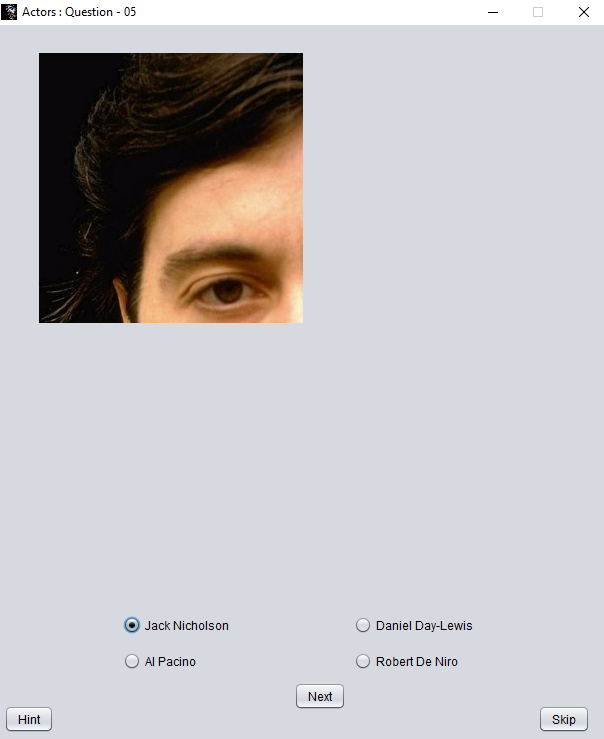 Actors : Question - 05
Jack Nicholson
Daniel Day-Lewis
Al Pacino
Robert De Niro
Next
Hint
Skip